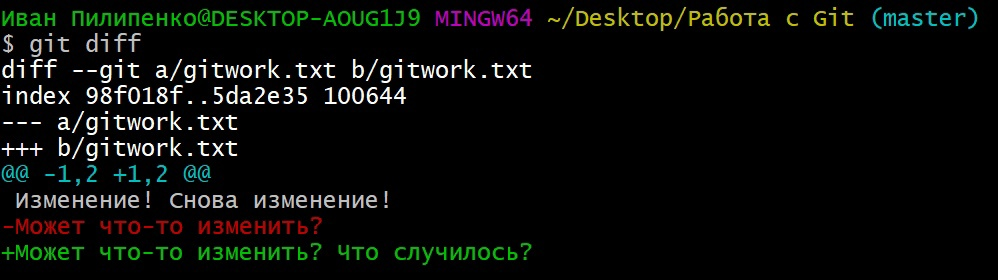 Иван Пилипенко@DESKTOP-AOUG1J9 MINGW64 ~/Desktop/Работа с Git (master)
$ git diff
diff --git a/gitwork.txt b/gitwork.txt
index 98f018f..5da2e35 100644
--- a/gitwork.txt
+++ b/gitwork.txt
@@ -1,2 +1,2 @@
 Изменение! Снова изменение!
-Может что-то изменить?
+Может что-то изменить? Что случилось?